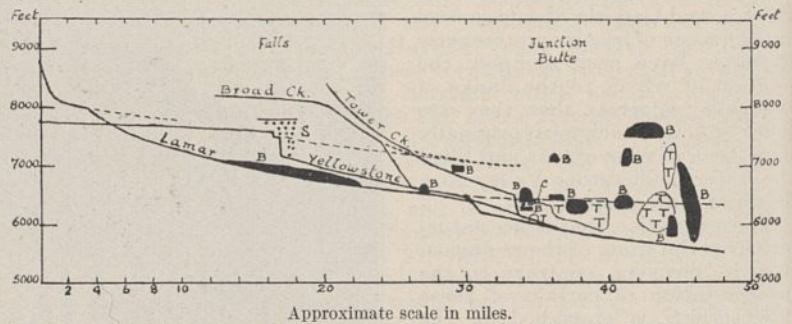 Feet
Feet
9000
Falls
Junction
Butte
9000
Broad Ck.
Tower Ck.
8000
8000
S
B
Lamar
7000
B
T
7000
B
Yellowstone
B
B
B
B
C
B
B
T
T
B
T
T
T
T
6000
T
B
6000
5000
5000
2 4 6 8 10 20 30 40 50
Approximate scale in miles.